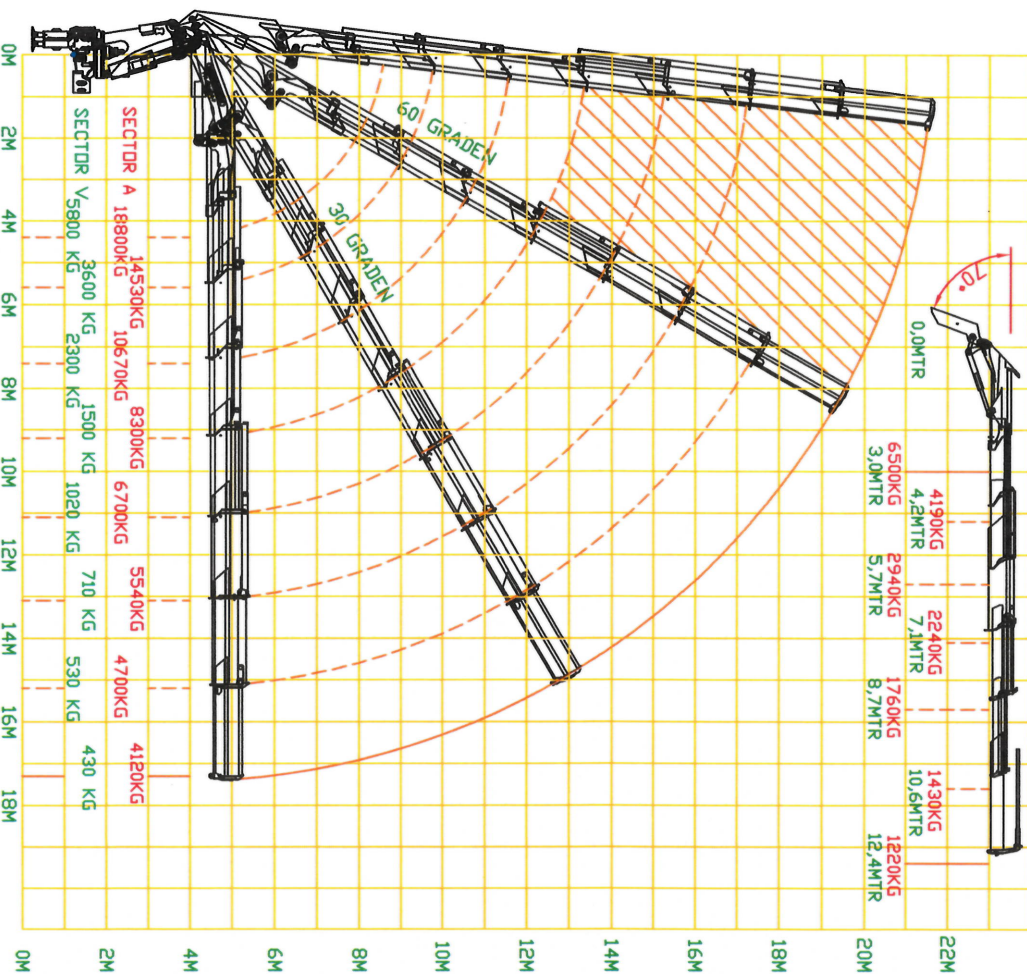 0M
2M
4M
6M
8M
10M
12M
14M
16M
18M
SECTOR V 5800 KG 3600 KG 2300 KG 1500 KG 1020 KG 710 KG 530 KG 430 KG
SECTOR A 18800KG 14530KG 10670KG 8300KG 6700KG 5540KG 4700KG 4120KG
30 GRADEN
60 GRADEN
70°
0,0MTR
6500KG
3,0MTR
4190KG
4,2MTR
2940KG
5,7MTR
2240KG
7,1MTR
1760KG
8,7MTR
1430KG
10,6MTR
1220KG
12,4MTR
0M
2M
4M
6M
8M
10M
12M
14M
16M
18M
20M
22M